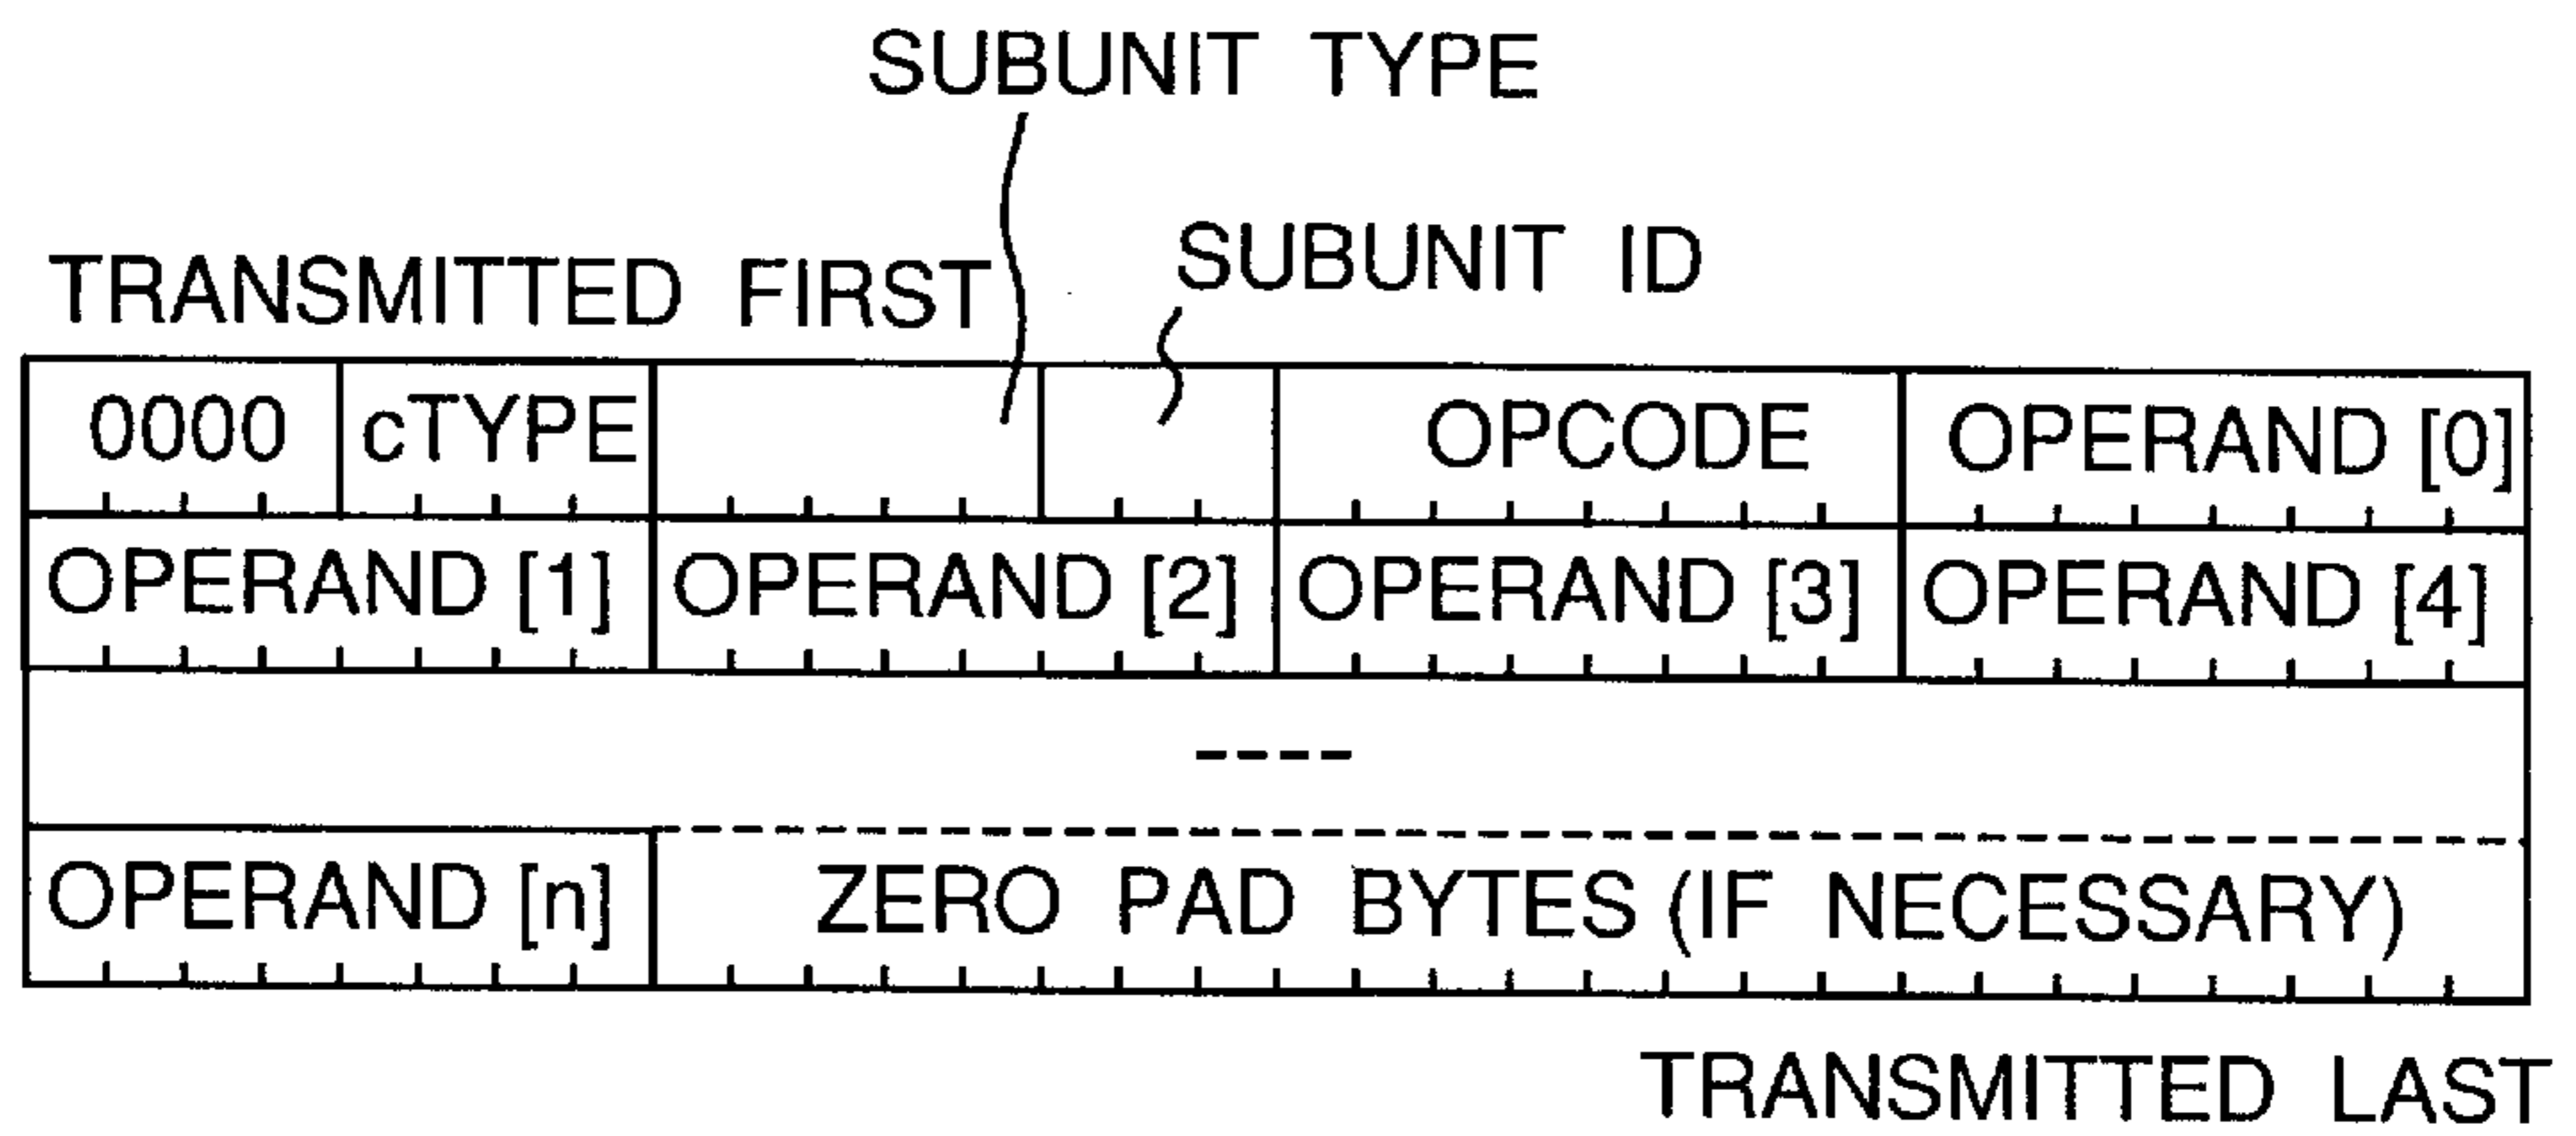 SUBUNIT TYPE
SUBUNIT ID
TRANSMITTED FIRST
0000 cTYPE OPCODE OPERAND [0]
OPERAND [1] OPERAND [2] OPERAND [3] OPERAND [4]
----
OPERAND [n] ZERO PAD BYTES (IF NECESSARY)
TRANSMITTED LAST